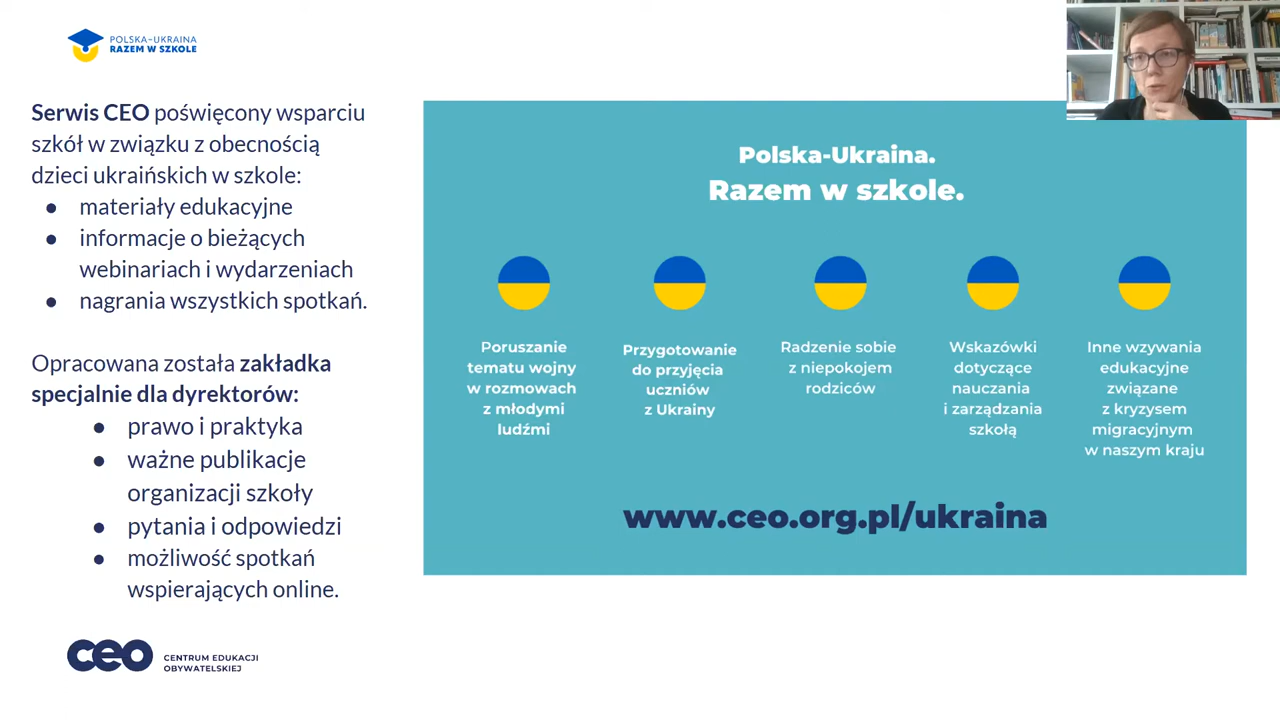 POLSKA-UKRAINA
RAZEM W SZKOLE
Serwis CEO poświęcony wsparciu
szkół w związku z obecnością
dzieci ukraińskich w szkole:
● materiały edukacyjne
● informacje o bieżących
webinariach i wydarzeniach
● nagrania wszystkich spotkań.
Opracowana została zakładka
specjalnie dla dyrektorów:
● prawo i praktyka
● ważne publikacje
organizacji szkoły
● pytania i odpowiedzi
● możliwość spotkań
wspierających online.
Polska-Ukraina.
Razem w szkole.
Poruszanie
tematu wojny
w rozmowach
z młodymi
ludźmi
Przygotowanie
do przyjęcia
uczniów
z Ukrainy
Radzenie sobie
z niepokojem
rodziców
Wskazówki
dotyczące
nauczania
i zarządzania
szkołą
Inne wzywania
edukacyjne
związane
z kryzysem
migracyjnym
w naszym kraju
www.ceo.org.pl/ukraina
ceo
CENTRUM EDUKACJI
OBYWATELSKIEJ